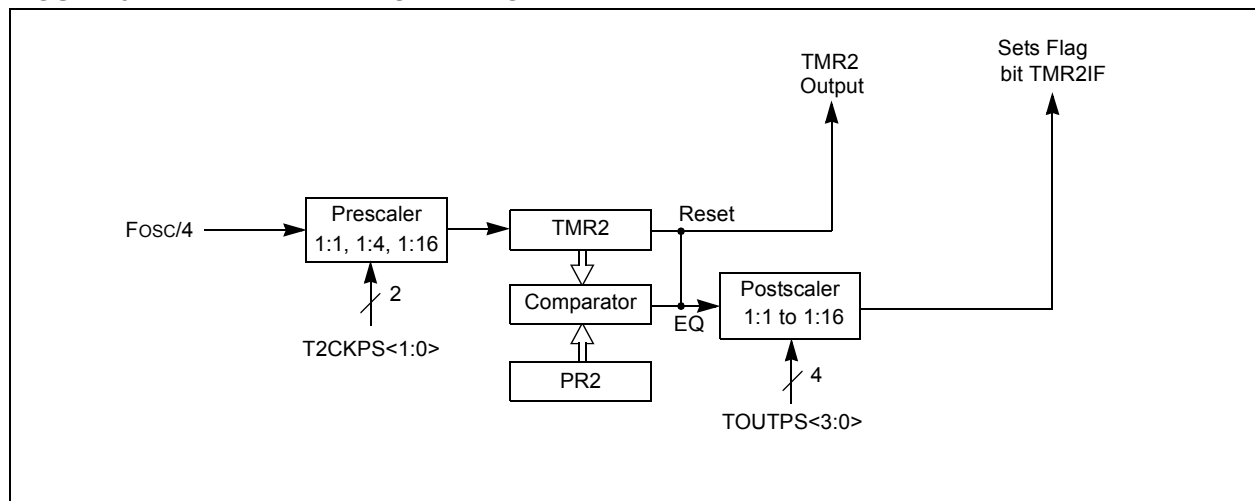 TMR2
Output
Sets Flag
bit TMR2IF
FOSC/4
Prescaler
1:1, 1:4, 1:16
2
T2CKPS<1:0>
TMR2
Reset
Comparator
EQ
PR2
Postscaler
1:1 to 1:16
4
TOUTPS<3:0>